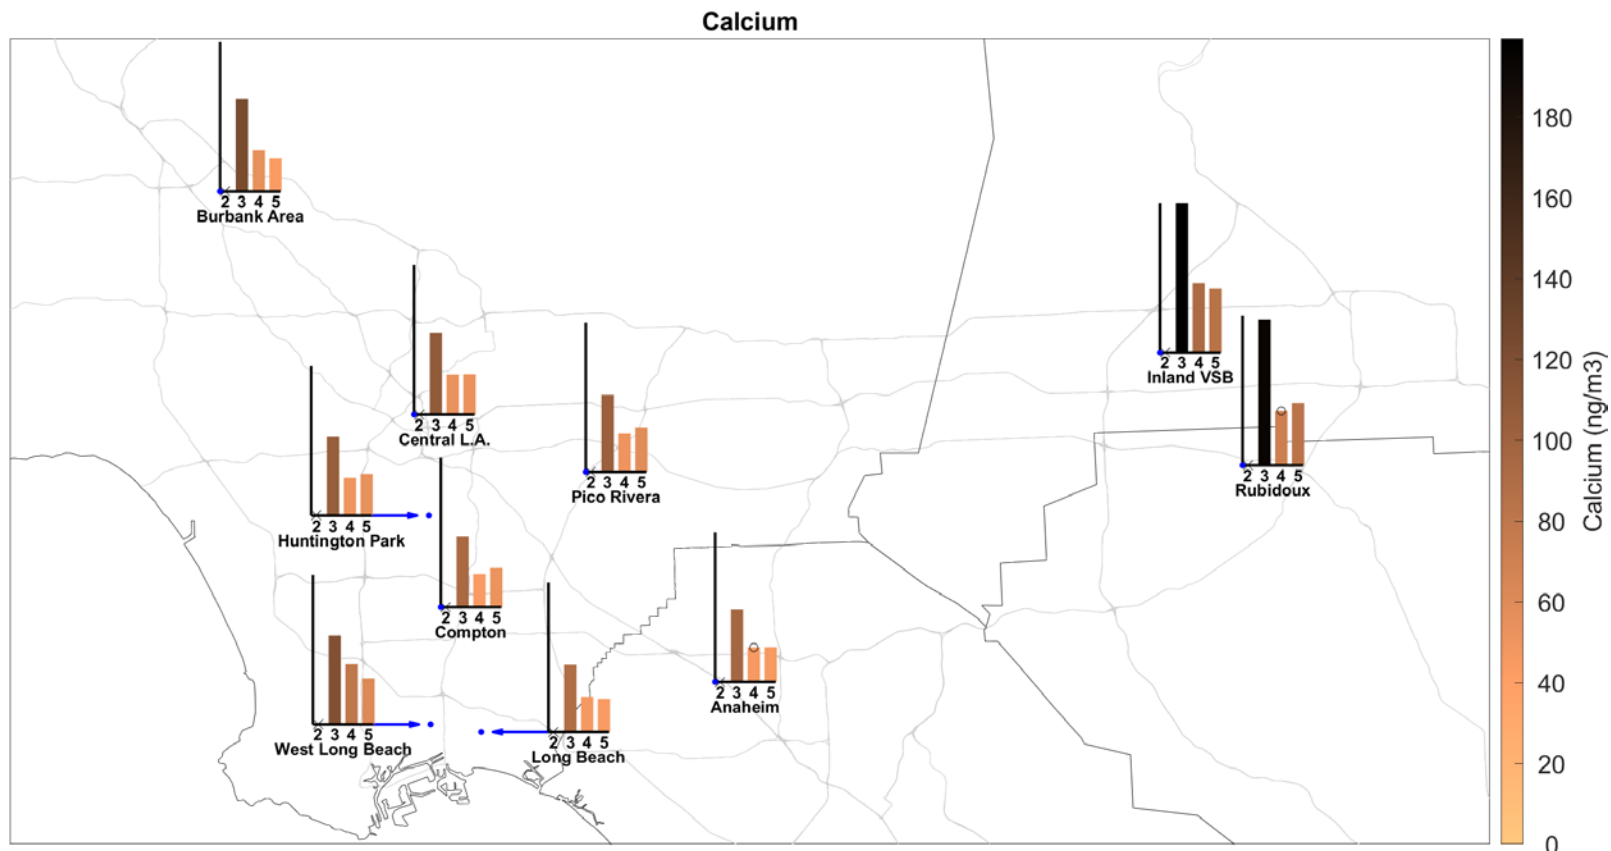 Calcium
2 3 4 5
Burbank Area
2 3 4 5
Inland VSB
2 3 4 5
Central L.A.
2 3 4 5
Pico Rivera
2 3 4 5
Rubidoux
2 3 4 5
Huntington Park
2 3 4 5
Compton
2 3 4 5
Anaheim
2 3 4 5
West Long Beach
2 3 4 5
Long Beach
180
160
140
120
100
80
60
40
20
0
Calcium (ng/m3)